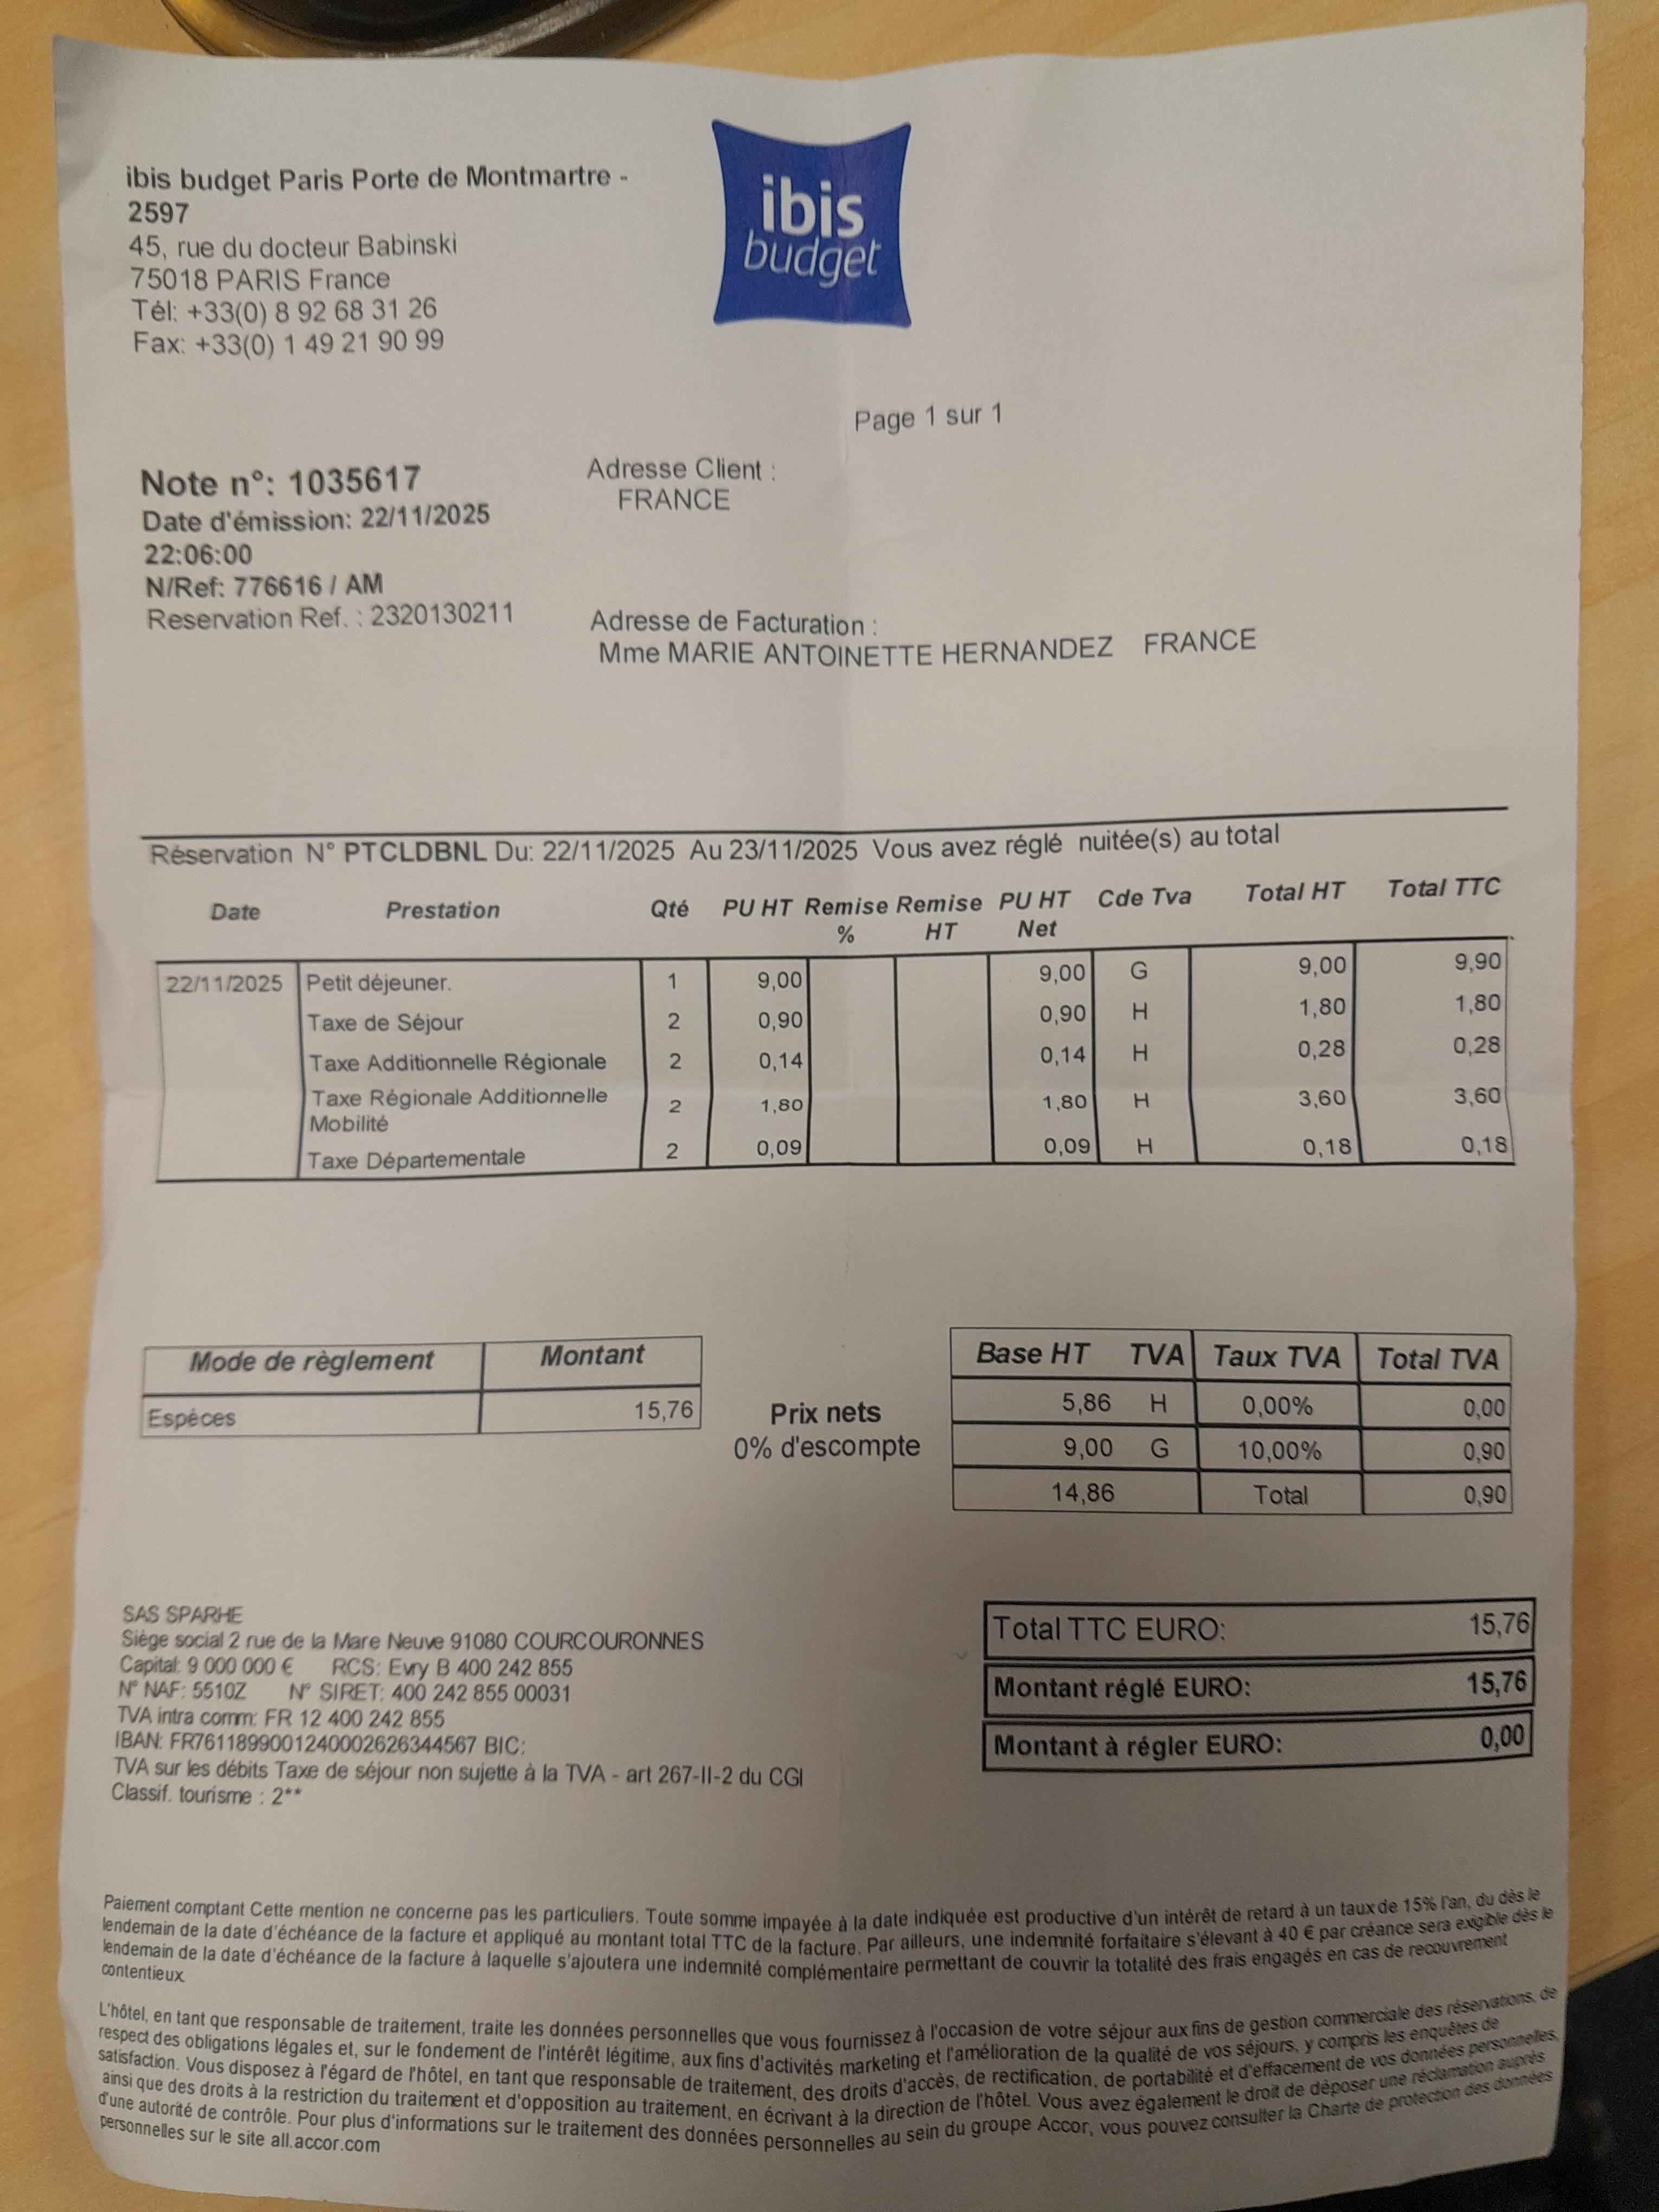 ibis budget Paris Porte de Montmartre -
2597
45, rue du docteur Babinski
75018 PARIS France
Tél: +33(0) 8 92 68 31 26
Fax: +33(0) 1 49 21 90 99
ibis
budget
Page 1 sur 1
Note n°: 1035617
Date d'émission: 22/11/2025
22:06:00
N/Ref: 776616 / AM
Reservation Ref. : 2320130211
Adresse Client :
FRANCE
Adresse de Facturation :
Mme MARIE ANTOINETTE HERNANDEZ FRANCE
Réservation N° PTCLDBNL Du: 22/11/2025 Au 23/11/2025 Vous avez réglé nuitée(s) au total
Date Prestation Qté PU HT Remise % Remise HT PU HT Net Cde Tva Total HT Total TTC
22/11/2025 Petit déjeuner. 1 9,00 9,00 G 9,00 9,90
Taxe de Séjour 2 0,90 0,90 H 1,80 1,80
Taxe Additionnelle Régionale 2 0,14 0,14 H 0,28 0,28
Taxe Régionale Additionnelle Mobilité 2 1,80 1,80 H 3,60 3,60
Taxe Départementale 2 0,09 0,09 H 0,18 0,18
Mode de règlement Montant
Espèces 15,76
Prix nets
0% d'escompte
Base HT TVA Taux TVA Total TVA
5,86 H 0,00% 0,00
9,00 G 10,00% 0,90
14,86 Total 0,90
SAS SPARHE
Siège social 2 rue de la Mare Neuve 91080 COURCOURONNES
Capital: 9 000 000 € RCS: Evry B 400 242 855
N° NAF: 5510Z N° SIRET: 400 242 855 00031
TVA intra comm: FR 12 400 242 855
IBAN: FR7611899001240002626344567 BIC:
TVA sur les débits Taxe de séjour non sujette à la TVA - art 267-II-2 du CGI
Classif. tourisme : 2**
Total TTC EURO: 15,76
Montant réglé EURO: 15,76
Montant à régler EURO: 0,00
Paiement comptant Cette mention ne concerne pas les particuliers. Toute somme impayée à la date indiquée est productive d'un intérêt de retard à un taux de 15% l'an, du dès le
lendemain de la date d'échéance de la facture et appliqué au montant total TTC de la facture. Par ailleurs, une indemnité forfaitaire s'élevant à 40 € par créance sera exigible dès le
lendemain de la date d'échéance de la facture à laquelle s'ajoutera une indemnité complémentaire permettant de couvrir la totalité des frais engagés en cas de recouvrement
contentieux.
L'hôtel, en tant que responsable de traitement, traite les données personnelles que vous fournissez à l'occasion de votre séjour aux fins de gestion commerciale des réservations, de
respect des obligations légales et, sur le fondement de l'intérêt légitime, aux fins d'activités marketing et l'amélioration de la qualité de vos séjours, y compris les enquêtes de
satisfaction. Vous disposez à l'égard de l'hôtel, en tant que responsable de traitement, des droits d'accès, de rectification, de portabilité et d'effacement de vos données personnelles,
ainsi que des droits à la restriction du traitement et d'opposition au traitement, en écrivant à la direction de l'hôtel. Vous avez également le droit de déposer une réclamation auprès
d'une autorité de contrôle. Pour plus d'informations sur le traitement des données personnelles au sein du groupe Accor, vous pouvez consulter la Charte de protection des données
personnelles sur le site all.accor.com